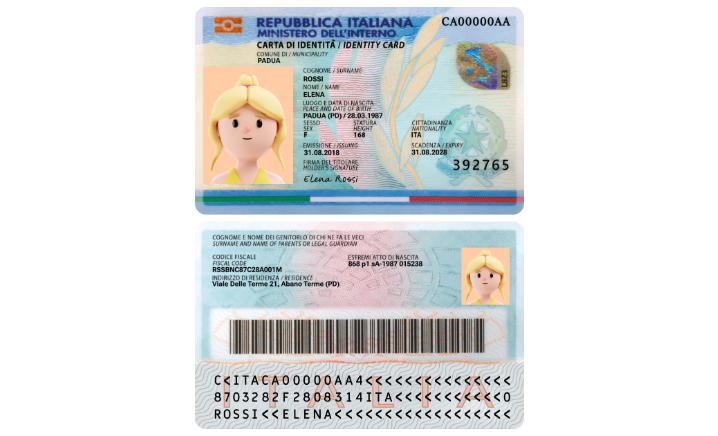 REPUBBLICA ITALIANA
MINISTERO DELL'INTERNO
CA00000AA
CARTA DI IDENTITÀ / IDENTITY CARD
COMUNE DI / MUNICIPALITY
PADUA
COGNOME / SURNAME
ROSSI
NOME / NAME
ELENA
LUOGO E DATA DI NASCITA
PLACE AND DATE OF BIRTH
PADUA (PD) / 28.03.1987
SESSO STATURA CITTADINANZA
SEX HEIGHT NATIONALITY
F 168 ITA
EMISSIONE / ISSUING SCADENZA / EXPIRY
31.08.2018 31.08.2028
FIRMA DEL TITOLARE
HOLDER'S SIGNATURE
Elena Rossi
392765
COGNOME E NOME DEI GENITORI O DI CHI NE FA LE VECI
SURNAME AND NAME OF PARENTS OR LEGAL GUARDIAN
CODICE FISCALE ESTREMI ATTO DI NASCITA
FISCAL CODE 868 p1 sA-1987 015238
RSSBNC87C28A001M
INDIRIZZO DI RESIDENZA / RESIDENCE
Viale Delle Terme 21, Abano Terme (PD)
C<ITACA00000AA4<<<<<<<<<<<<<<<
8703282F2808314ITA<<<<<<<<<<<0
ROSSI<<ELENA<<<<<<<<<<<<<<<<<<
ITALIA